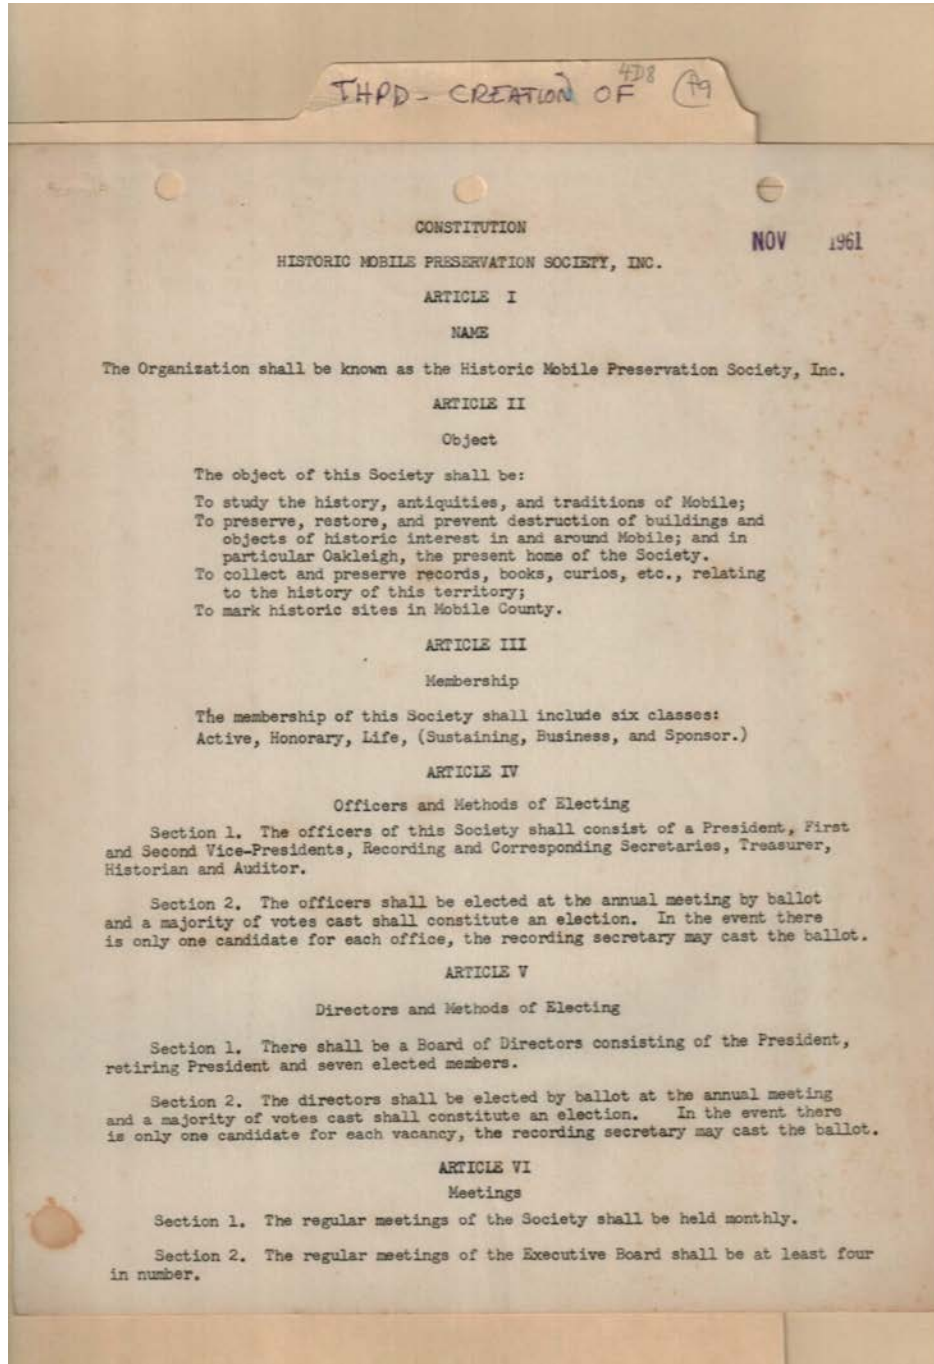 4D8
THPD - CREATION OF A9
CONSTITUTION
NOV 1961
HISTORIC MOBILE PRESERVATION SOCIETY, INC.
ARTICLE I
NAME
The Organization shall be known as the Historic Mobile Preservation Society, Inc.
ARTICLE II
Object
The object of this Society shall be:
To study the history, antiquities, and traditions of Mobile;
To preserve, restore, and prevent destruction of buildings and
objects of historic interest in and around Mobile; and in
particular Oakleigh, the present home of the Society.
To collect and preserve records, books, curios, etc., relating
to the history of this territory;
To mark historic sites in Mobile County.
ARTICLE III
Membership
The membership of this Society shall include six classes:
Active, Honorary, Life, (Sustaining, Business, and Sponsor.)
ARTICLE IV
Officers and Methods of Electing
Section 1. The officers of this Society shall consist of a President, First
and Second Vice-Presidents, Recording and Corresponding Secretaries, Treasurer,
Historian and Auditor.
Section 2. The officers shall be elected at the annual meeting by ballot
and a majority of votes cast shall constitute an election. In the event there
is only one candidate for each office, the recording secretary may cast the ballot.
ARTICLE V
Directors and Methods of Electing
Section 1. There shall be a Board of Directors consisting of the President,
retiring President and seven elected members.
Section 2. The directors shall be elected by ballot at the annual meeting
and a majority of votes cast shall constitute an election. In the event there
is only one candidate for each vacancy, the recording secretary may cast the ballot.
ARTICLE VI
Meetings
Section 1. The regular meetings of the Society shall be held monthly.
Section 2. The regular meetings of the Executive Board shall be at least four
in number.